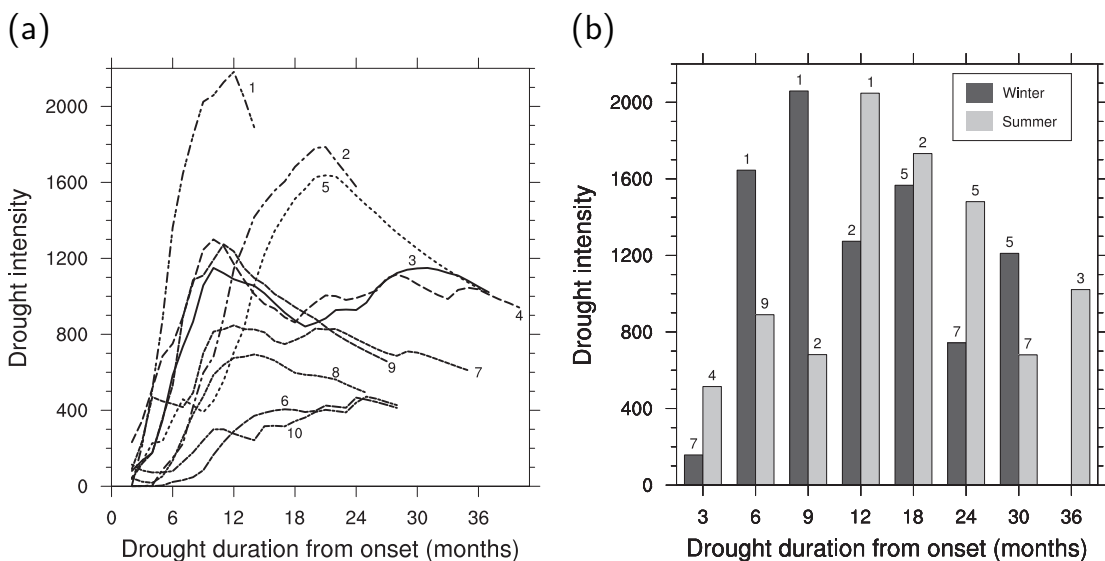 (a)
2000
1600
1200
800
400
0
Drought intensity
1
2
5
3
4
7
9
8
6
10
0 6 12 18 24 30 36
Drought duration from onset (months)
(b)
2000
1600
1200
800
400
0
Drought intensity
Winter
Summer
7 4 1 9 1 2 2 1 5 2 7 5 5 7 3
3 6 9 12 18 24 30 36
Drought duration from onset (months)